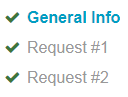 General Info
Request #1
Request #2